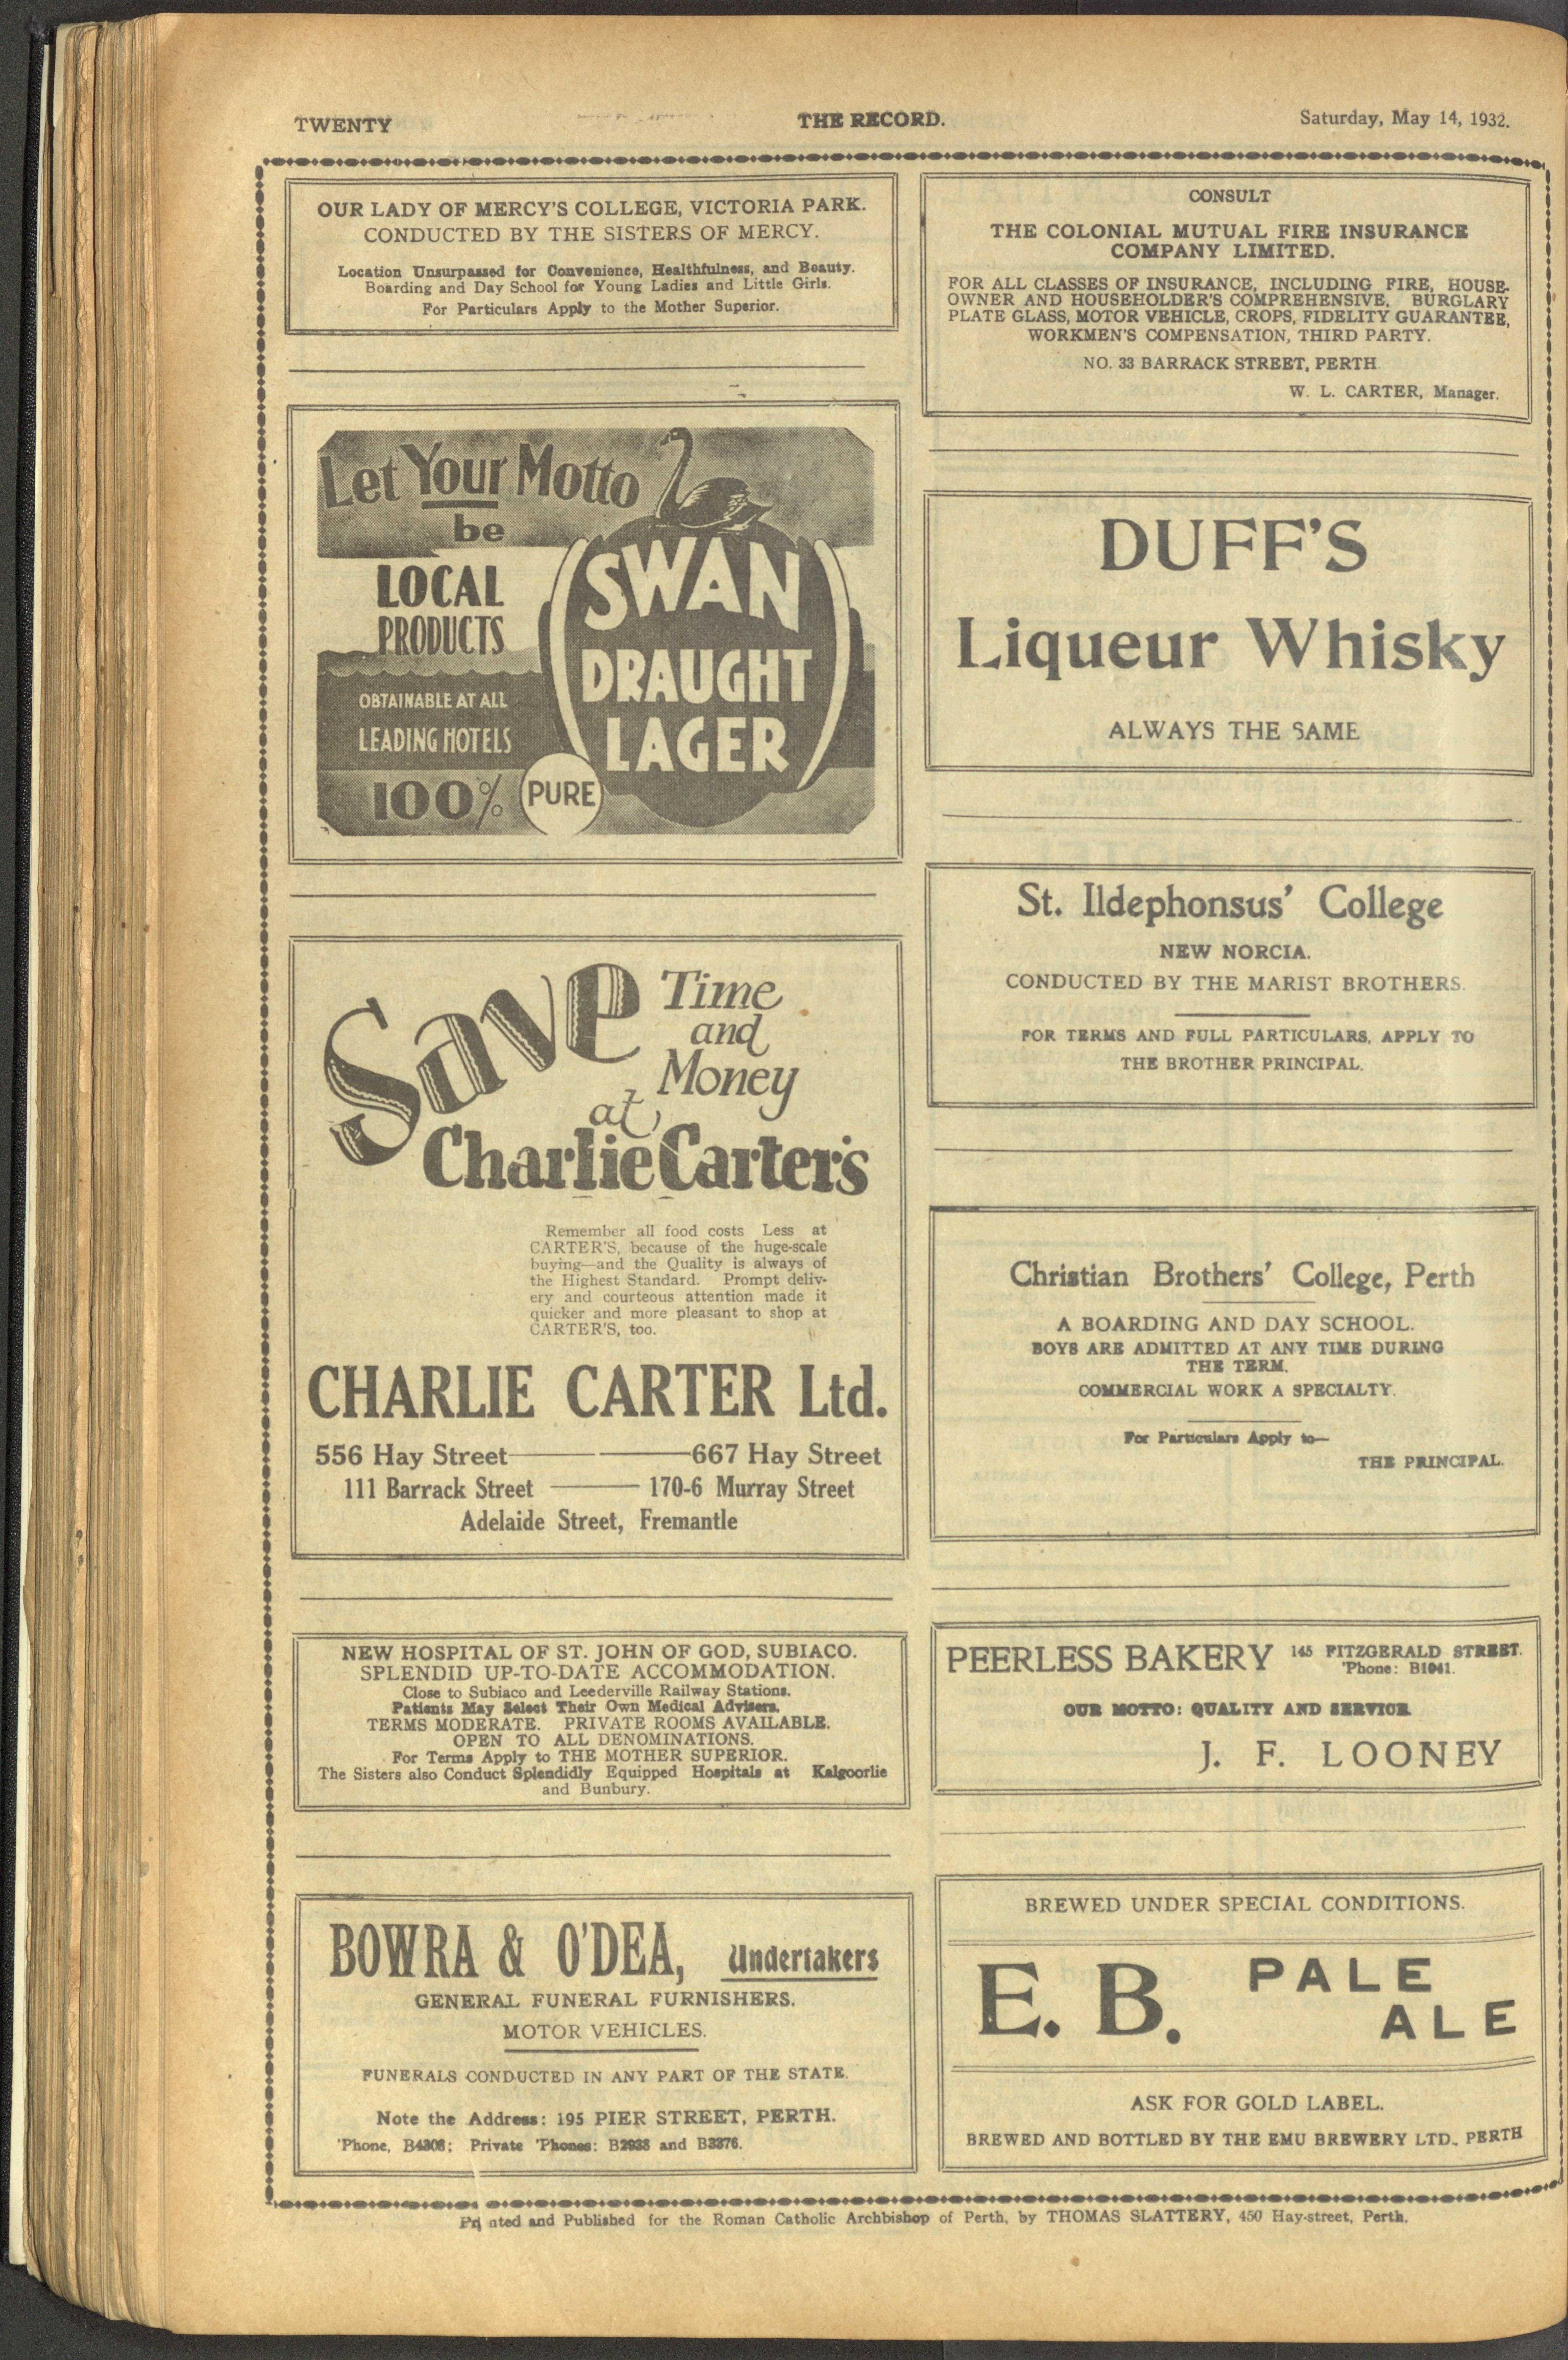 TWENTY
THE RECORD.
Saturday, May 14, 1932.
OUR LADY OF MERCY'S COLLEGE, VICTORIA PARK.
CONDUCTED BY THE SISTERS OF MERCY.
Location Unsurpassed for Convenience, Healthfulness, and Beauty.
Boarding and Day School for Young Ladies and Little Girls.
For Particulars Apply to the Mother Superior.
Let Your Motto
be
LOCAL
PRODUCTS
OBTAINABLE AT ALL
LEADING HOTELS
100% PURE
SWAN
DRAUGHT
LAGER
Save Time
and
Money
at
Charlie Carter's
Remember all food costs Less at
CARTER'S, because of the huge-scale
buying—and the Quality is always of
the Highest Standard. Prompt deliv-
ery and courteous attention made it
quicker and more pleasant to shop at
CARTER'S, too.
CHARLIE CARTER Ltd.
556 Hay Street — 667 Hay Street
111 Barrack Street — 170-6 Murray Street
Adelaide Street, Fremantle
NEW HOSPITAL OF ST. JOHN OF GOD, SUBIACO.
SPLENDID UP-TO-DATE ACCOMMODATION.
Close to Subiaco and Leederville Railway Stations.
Patients May Select Their Own Medical Advisers.
TERMS MODERATE. PRIVATE ROOMS AVAILABLE.
OPEN TO ALL DENOMINATIONS.
For Terms Apply to THE MOTHER SUPERIOR.
The Sisters also Conduct Splendidly Equipped Hospitals at Kalgoorlie
and Bunbury.
BOWRA & O'DEA, Undertakers
GENERAL FUNERAL FURNISHERS.
MOTOR VEHICLES.
FUNERALS CONDUCTED IN ANY PART OF THE STATE.
Note the Address: 195 PIER STREET, PERTH.
'Phone, B4308; Private 'Phones: B2938 and B3376.
CONSULT
THE COLONIAL MUTUAL FIRE INSURANCE
COMPANY LIMITED.
FOR ALL CLASSES OF INSURANCE, INCLUDING FIRE, HOUSE-
OWNER AND HOUSEHOLDER'S COMPREHENSIVE, BURGLARY
PLATE GLASS, MOTOR VEHICLE, CROPS, FIDELITY GUARANTEE,
WORKMEN'S COMPENSATION, THIRD PARTY.
NO. 33 BARRACK STREET, PERTH
W. L. CARTER, Manager.
DUFF'S
Liqueur Whisky
ALWAYS THE SAME
St. Ildephonsus' College
NEW NORCIA.
CONDUCTED BY THE MARIST BROTHERS.
FOR TERMS AND FULL PARTICULARS, APPLY TO
THE BROTHER PRINCIPAL.
Christian Brothers' College, Perth
A BOARDING AND DAY SCHOOL.
BOYS ARE ADMITTED AT ANY TIME DURING
THE TERM.
COMMERCIAL WORK A SPECIALTY.
For Particulars Apply to—
THE PRINCIPAL.
PEERLESS BAKERY 145 FITZGERALD STREET.
'Phone: B1041.
OUR MOTTO: QUALITY AND SERVICE
J. F. LOONEY
BREWED UNDER SPECIAL CONDITIONS.
E. B. PALE
ALE
ASK FOR GOLD LABEL.
BREWED AND BOTTLED BY THE EMU BREWERY LTD., PERTH
Printed and Published for the Roman Catholic Archbishop of Perth, by THOMAS SLATTERY, 450 Hay-street, Perth.